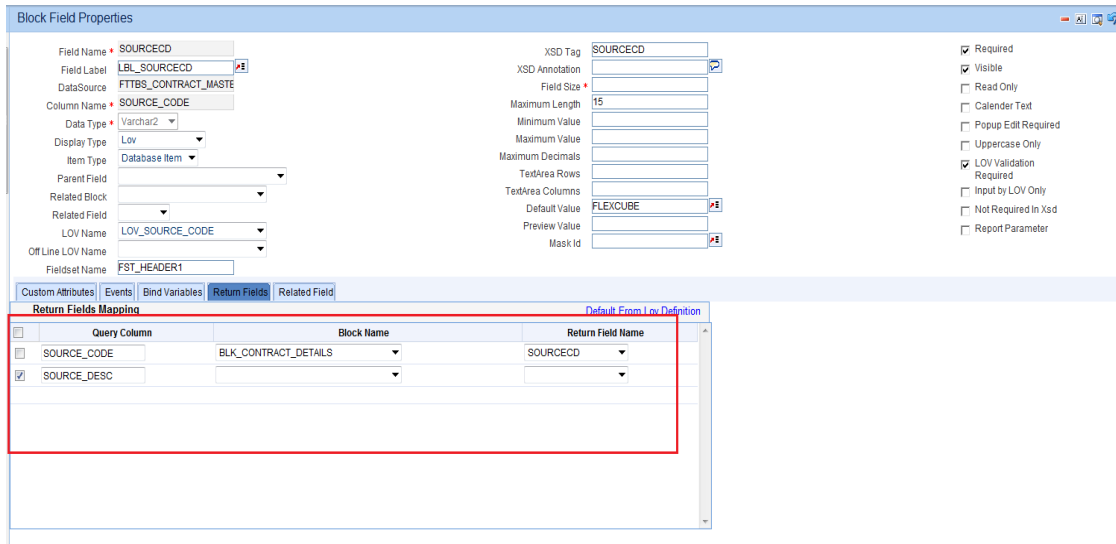 Block Field Properties
Field Name * SOURCECD
Field Label LBL_SOURCECD
DataSource FTTBS_CONTRACT_MASTE
Column Name * SOURCE_CODE
Data Type * Varchar2
Display Type Lov
Item Type Database Item
Parent Field
Related Block
Related Field
LOV Name LOV_SOURCE_CODE
Off Line LOV Name
Fieldset Name FST_HEADER1
XSD Tag SOURCECD
XSD Annotation
Field Size *
Maximum Length 15
Minimum Value
Maximum Value
Maximum Decimals
TextArea Rows
TextArea Columns
Default Value FLEXCUBE
Preview Value
Mask Id
Required
Visible
Read Only
Calender Text
Popup Edit Required
Uppercase Only
LOV Validation
Required
Input by LOV Only
Not Required In Xsd
Report Parameter
Custom Attributes Events Bind Variables Return Fields Related Field
Return Fields Mapping Default From Lov Definition
Query Column Block Name Return Field Name
SOURCE_CODE BLK_CONTRACT_DETAILS SOURCECD
SOURCE_DESC